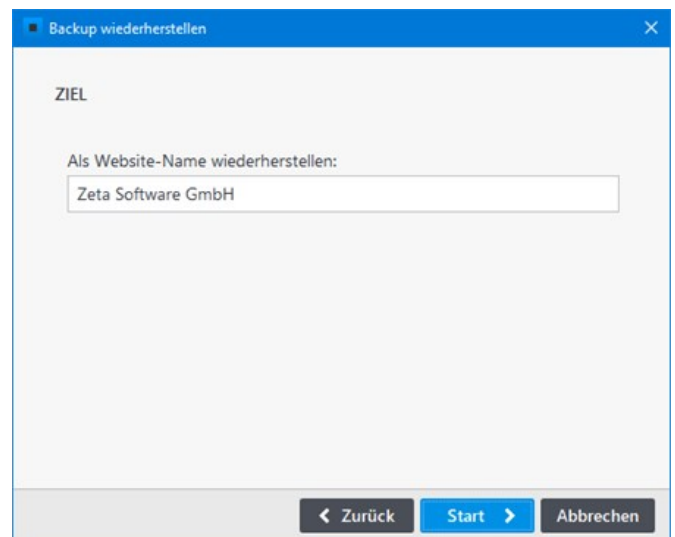 Backup wiederherstellen
ZIEL
Als Website-Name wiederherstellen:
Zeta Software GmbH
Zurück
Start
Abbrechen